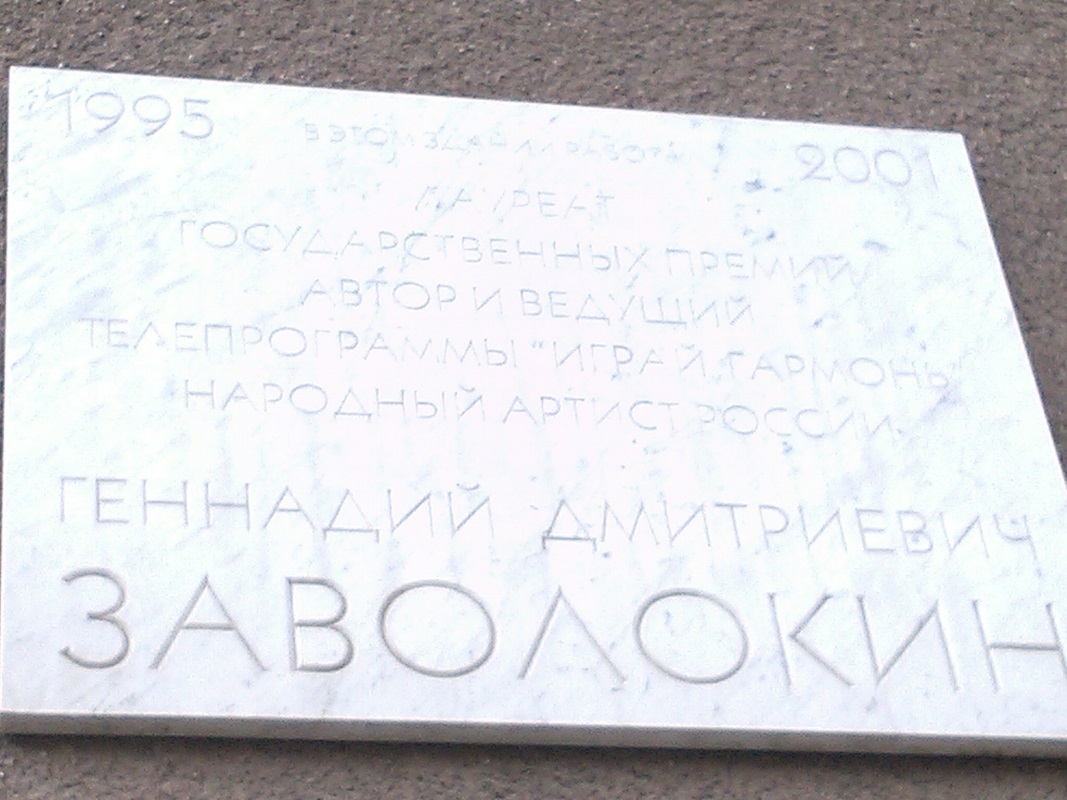 1995
2001
В ЭТОМ ЗДАНИИ РАБОТАЛ
ЛАУРЕАТ
ГОСУДАРСТВЕННЫХ ПРЕМИЙ
АВТОР И ВЕДУЩИЙ
ТЕЛЕПРОГРАММЫ "ИГРАЙ, ГАРМОНЬ"
НАРОДНЫЙ АРТИСТ РОССИИ
ГЕННАДИЙ ДМИТРИЕВИЧ
ЗАВОЛОКИН